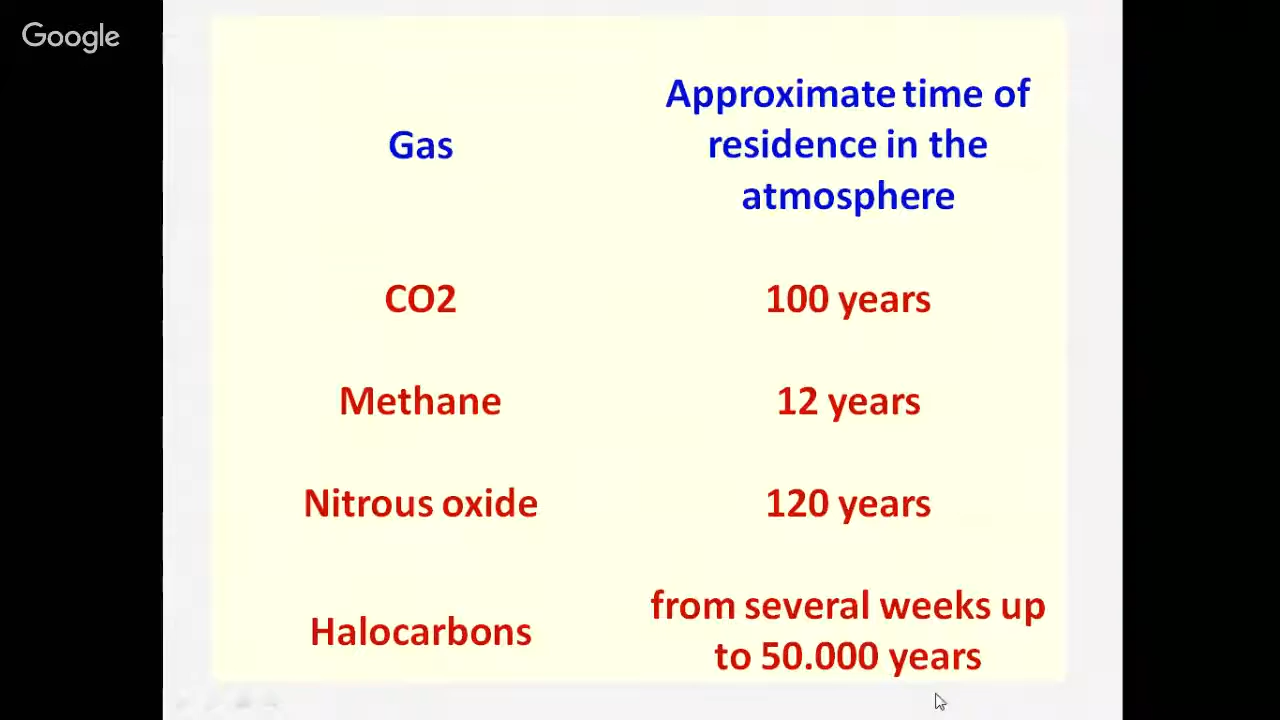 Google
Gas
Approximate time of
residence in the
atmosphere
CO2
100 years
Methane
12 years
Nitrous oxide
120 years
Halocarbons
from several weeks up
to 50.000 years